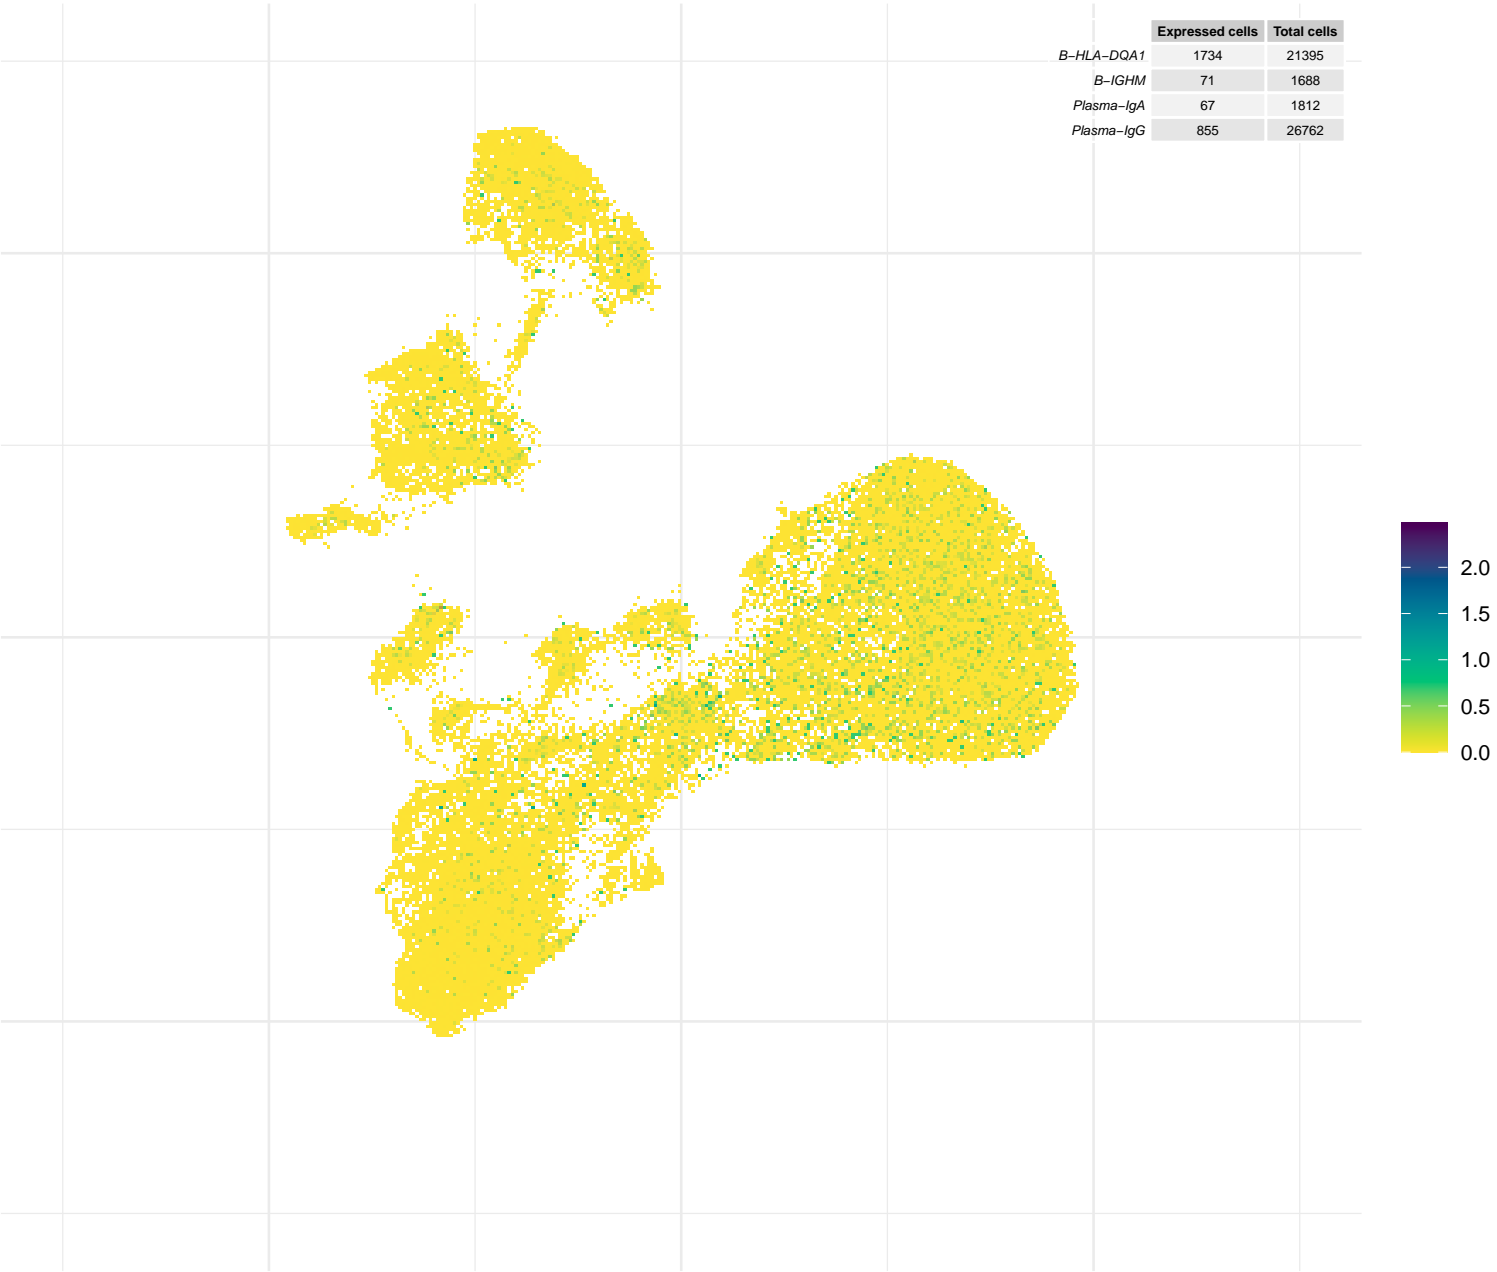 Expressed cells Total cells
B−HLA−DQA1 1734 21395
B−IGHM 71 1688
Plasma−IgA 67 1812
Plasma−IgG 855 26762
2.0
1.5
1.0
0.5
0.0